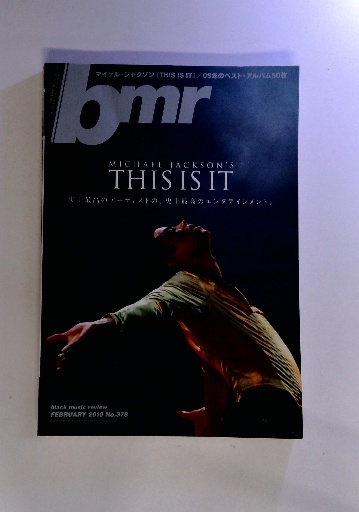 マイケル・ジャクソン『THIS IS IT』／09年のベスト・アルバム50戦
bmr
MICHAEL JACKSON'S
THIS IS IT
史上最高のアーティストの、史上最高のエンタテインメント。
black music review
FEBRUARY 2010 No.378